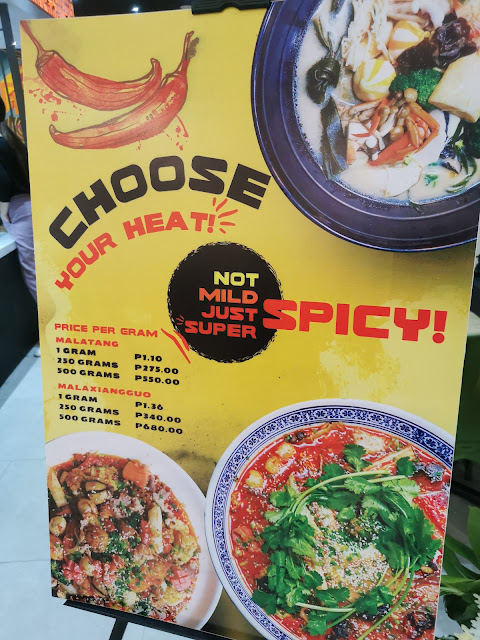 CHOOSE
YOUR HEAT!
NOT
MILD
JUST
SUPER
SPICY!
PRICE PER GRAM
MALATANG
1 GRAM P1.10
250 GRAMS P275.00
500 GRAMS P550.00
MALAXIANGGUO
1 GRAM P1.36
250 GRAMS P340.00
500 GRAMS P680.00